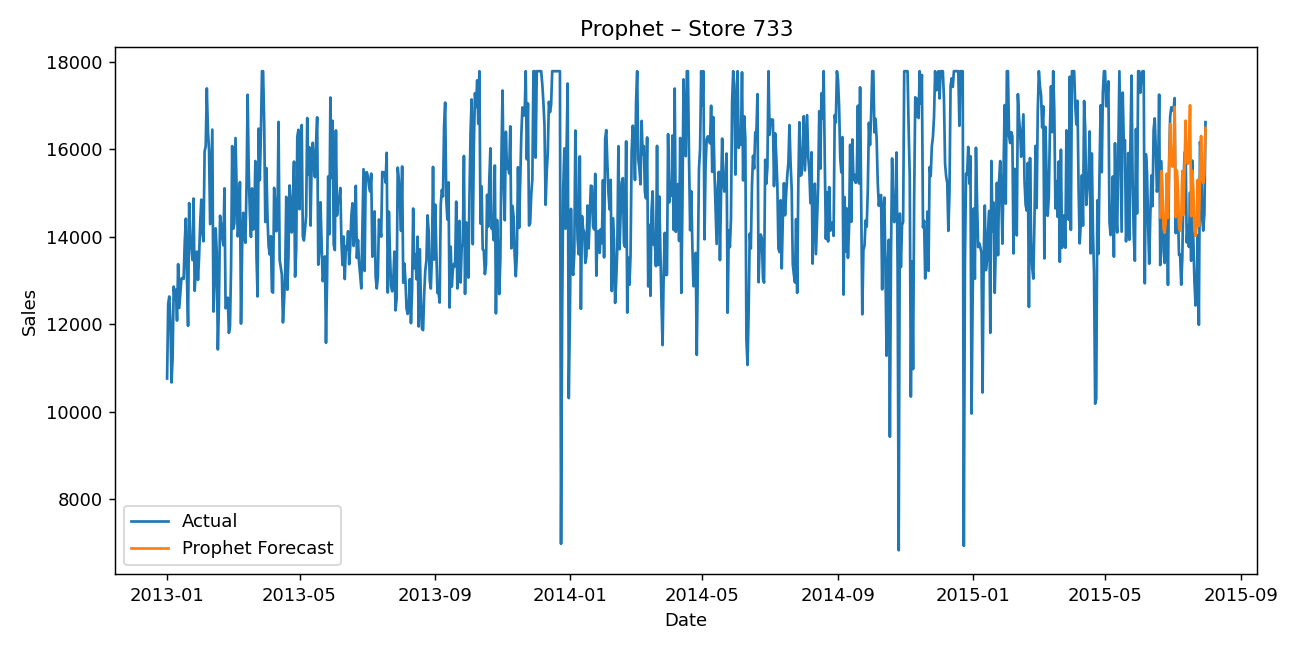 Prophet – Store 733
18000
16000
14000
12000
10000
8000
Sales
Actual
Prophet Forecast
2013-01 2013-05 2013-09 2014-01 2014-05 2014-09 2015-01 2015-05 2015-09
Date